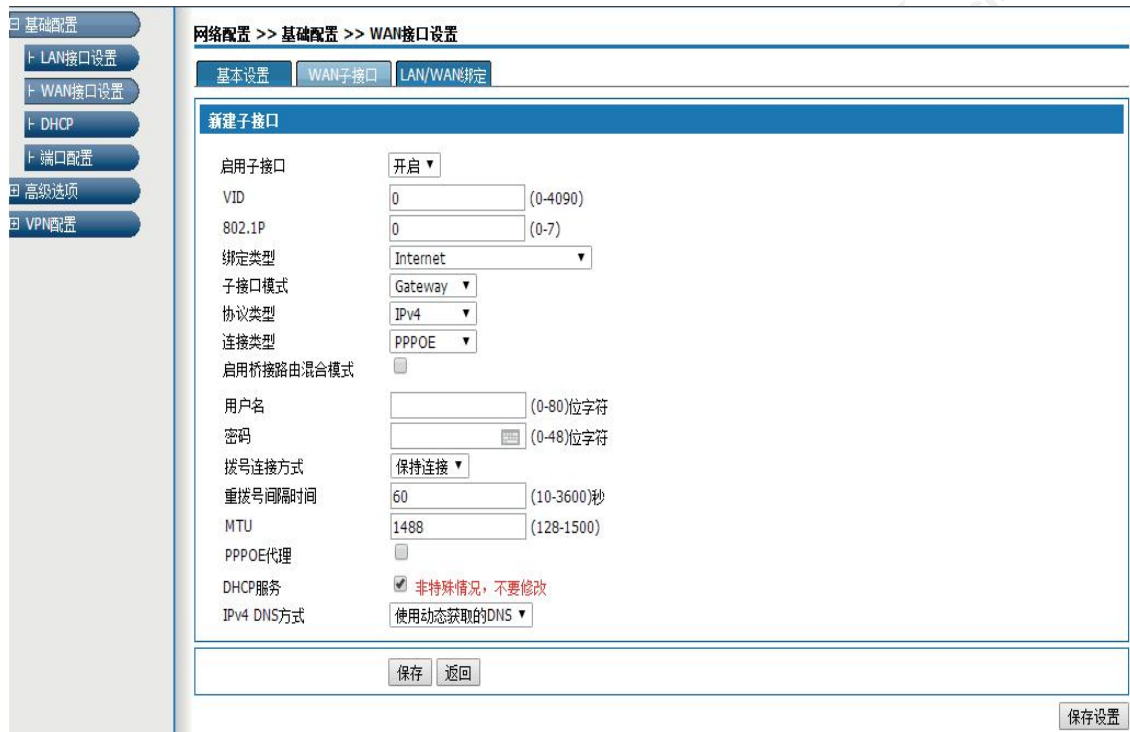 基础配置
LAN接口设置
WAN接口设置
DHCP
端口配置
高级选项
VPN配置
网络配置 >> 基础配置 >> WAN接口设置
基本设置 WAN子接口 LAN/WAN绑定
新建子接口
启用子接口 开启
VID 0 (0-4090)
802.1P 0 (0-7)
绑定类型 Internet
子接口模式 Gateway
协议类型 IPv4
连接类型 PPPOE
启用桥接路由混合模式
用户名 (0-80)位字符
密码 (0-48)位字符
拨号连接方式 保持连接
重拨号间隔时间 60 (10-3600)秒
MTU 1488 (128-1500)
PPPOE代理
DHCP服务 非特殊情况，不要修改
IPv4 DNS方式 使用动态获取的DNS
保存 返回
保存设置